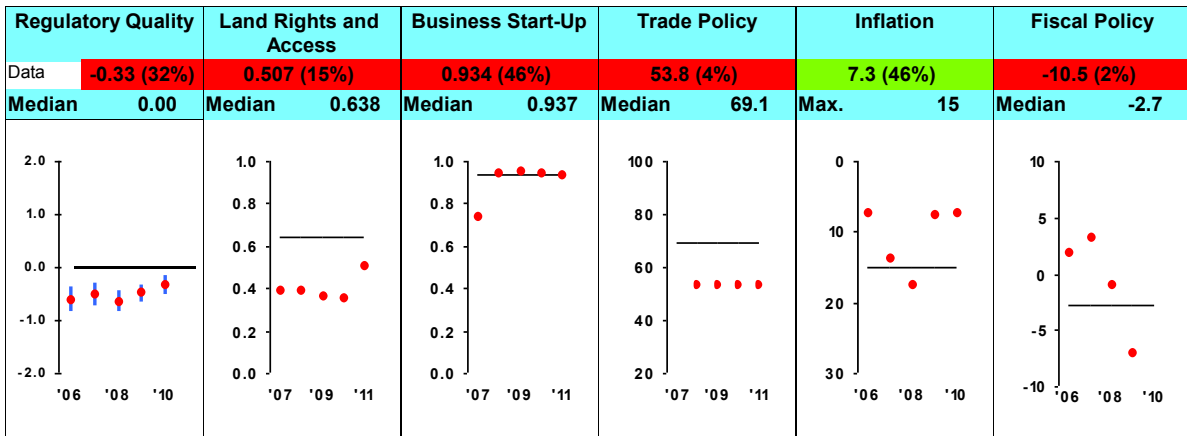 Regulatory Quality
Land Rights and
Access
Business Start-Up
Trade Policy
Inflation
Fiscal Policy
Data -0.33 (32%) 0.507 (15%) 0.934 (46%) 53.8 (4%) 7.3 (46%) -10.5 (2%)
Median 0.00 Median 0.638 Median 0.937 Median 69.1 Max. 15 Median -2.7
2.0
1.0
0.0
-1.0
-2.0
'06 '08 '10
1.0
0.8
0.6
0.4
0.2
0.0
'07 '09 '11
1.0
0.8
0.6
0.4
0.2
0.0
'07 '09 '11
100
80
60
40
20
'07 '09 '11
0
10
20
30
'06 '08 '10
10
5
0
-5
-10
'06 '08 '10